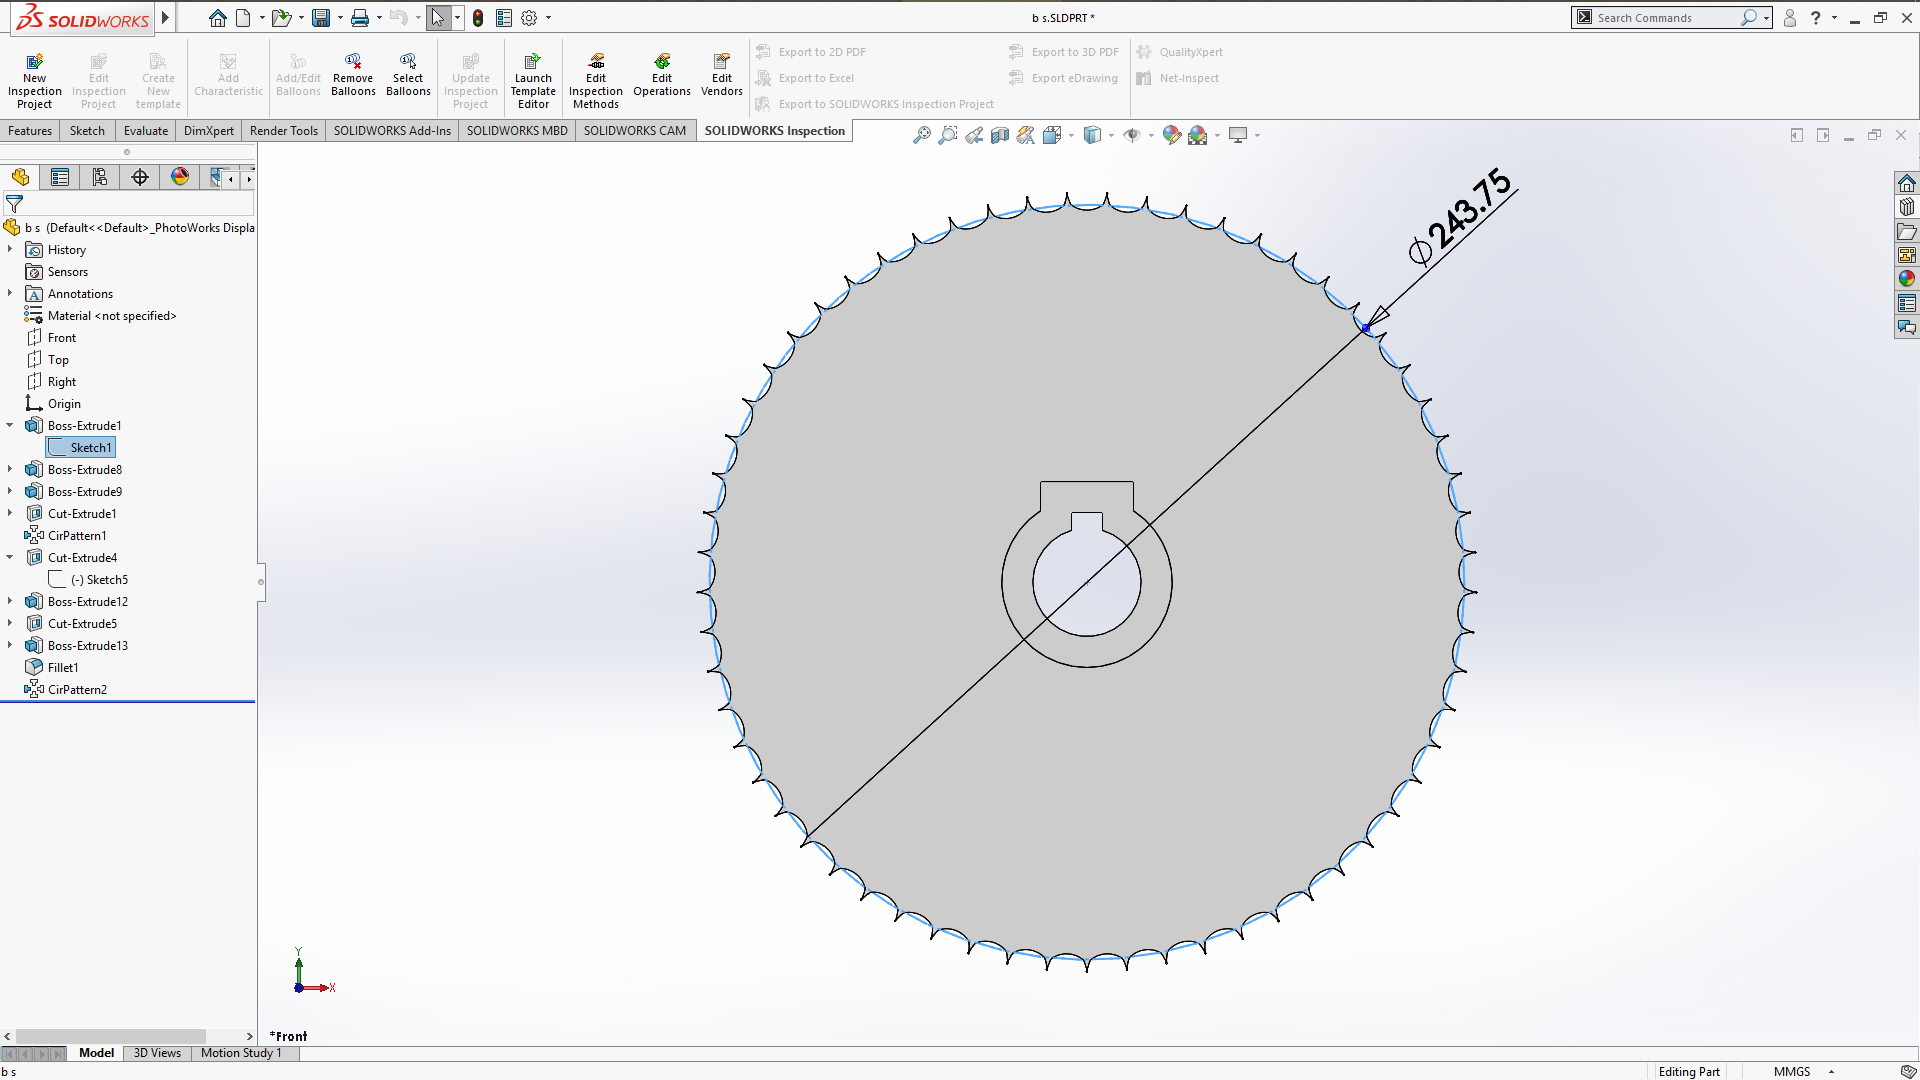 SOLIDWORKS
b s.SLDPRT *
Search Commands
?
New Inspection Project
Edit Inspection Project
Create New template
Add Characteristic
Add/Edit Balloons
Remove Balloons
Select Balloons
Update Inspection Project
Launch Template Editor
Edit Inspection Methods
Edit Operations
Edit Vendors
Export to 2D PDF
Export to Excel
Export to SOLIDWORKS Inspection Project
Export to 3D PDF
Export eDrawing
QualityXpert
Net-Inspect
Features
Sketch
Evaluate
DimXpert
Render Tools
SOLIDWORKS Add-Ins
SOLIDWORKS MBD
SOLIDWORKS CAM
SOLIDWORKS Inspection
b s (Default<<Default>_PhotoWorks Displa
History
Sensors
A Annotations
Material <not specified>
Front
Top
Right
Origin
Boss-Extrude1
Sketch1
Boss-Extrude8
Boss-Extrude9
Cut-Extrude1
CirPattern1
Cut-Extrude4
(-) Sketch5
Boss-Extrude12
Cut-Extrude5
Boss-Extrude13
Fillet1
CirPattern2
∅ 243.75
Y
X
*Front
Model
3D Views
Motion Study 1
b s
Editing Part
MMGS